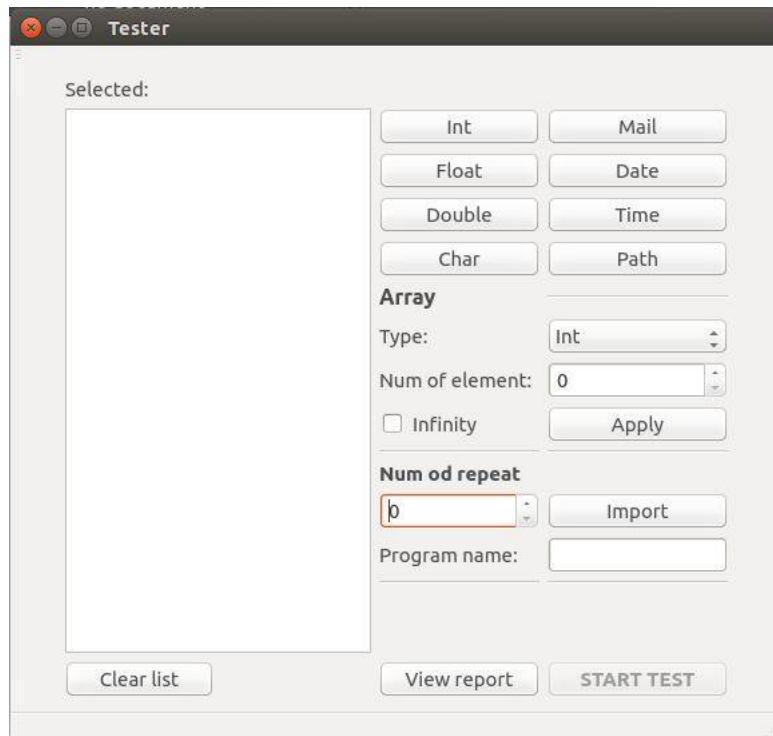 Tester
Selected:
Int Mail
Float Date
Double Time
Char Path
Array
Type: Int
Num of element: 0
Infinity Apply
Num od repeat
0 Import
Program name:
Clear list View report START TEST